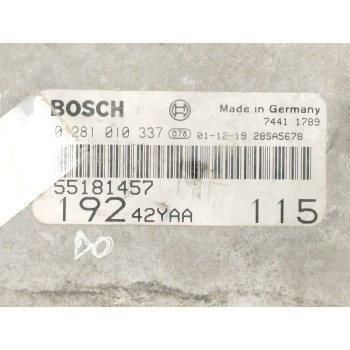 BOSCH Made in Germany
7441 1789
0 281 010 337 078 01-12-19 28SA5678
55181457
192 42YAA 115